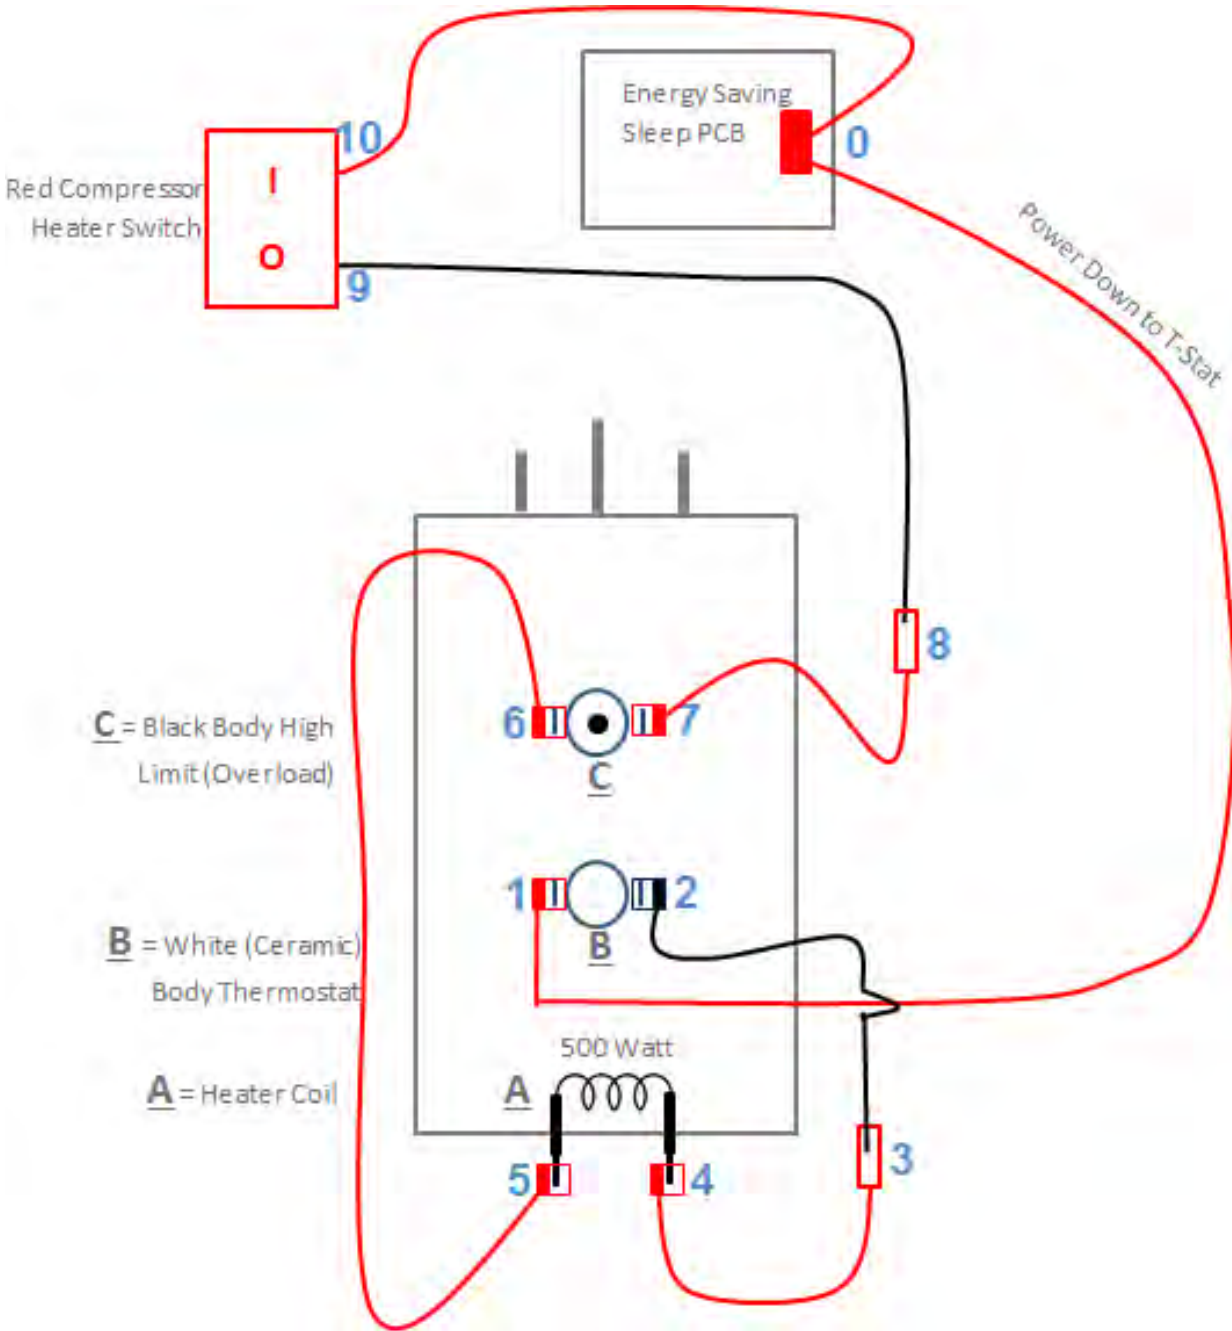 Energy Saving
Sleep PCB
0
10
Red Compressor
Heater Switch
I
O
9
Power Down to T-Stat
8
C = Black Body High
Limit (Overload)
6
7
C
1
2
B
B = White (Ceramic)
Body Thermostat
500 Watt
A = Heater Coil
A
3
5
4